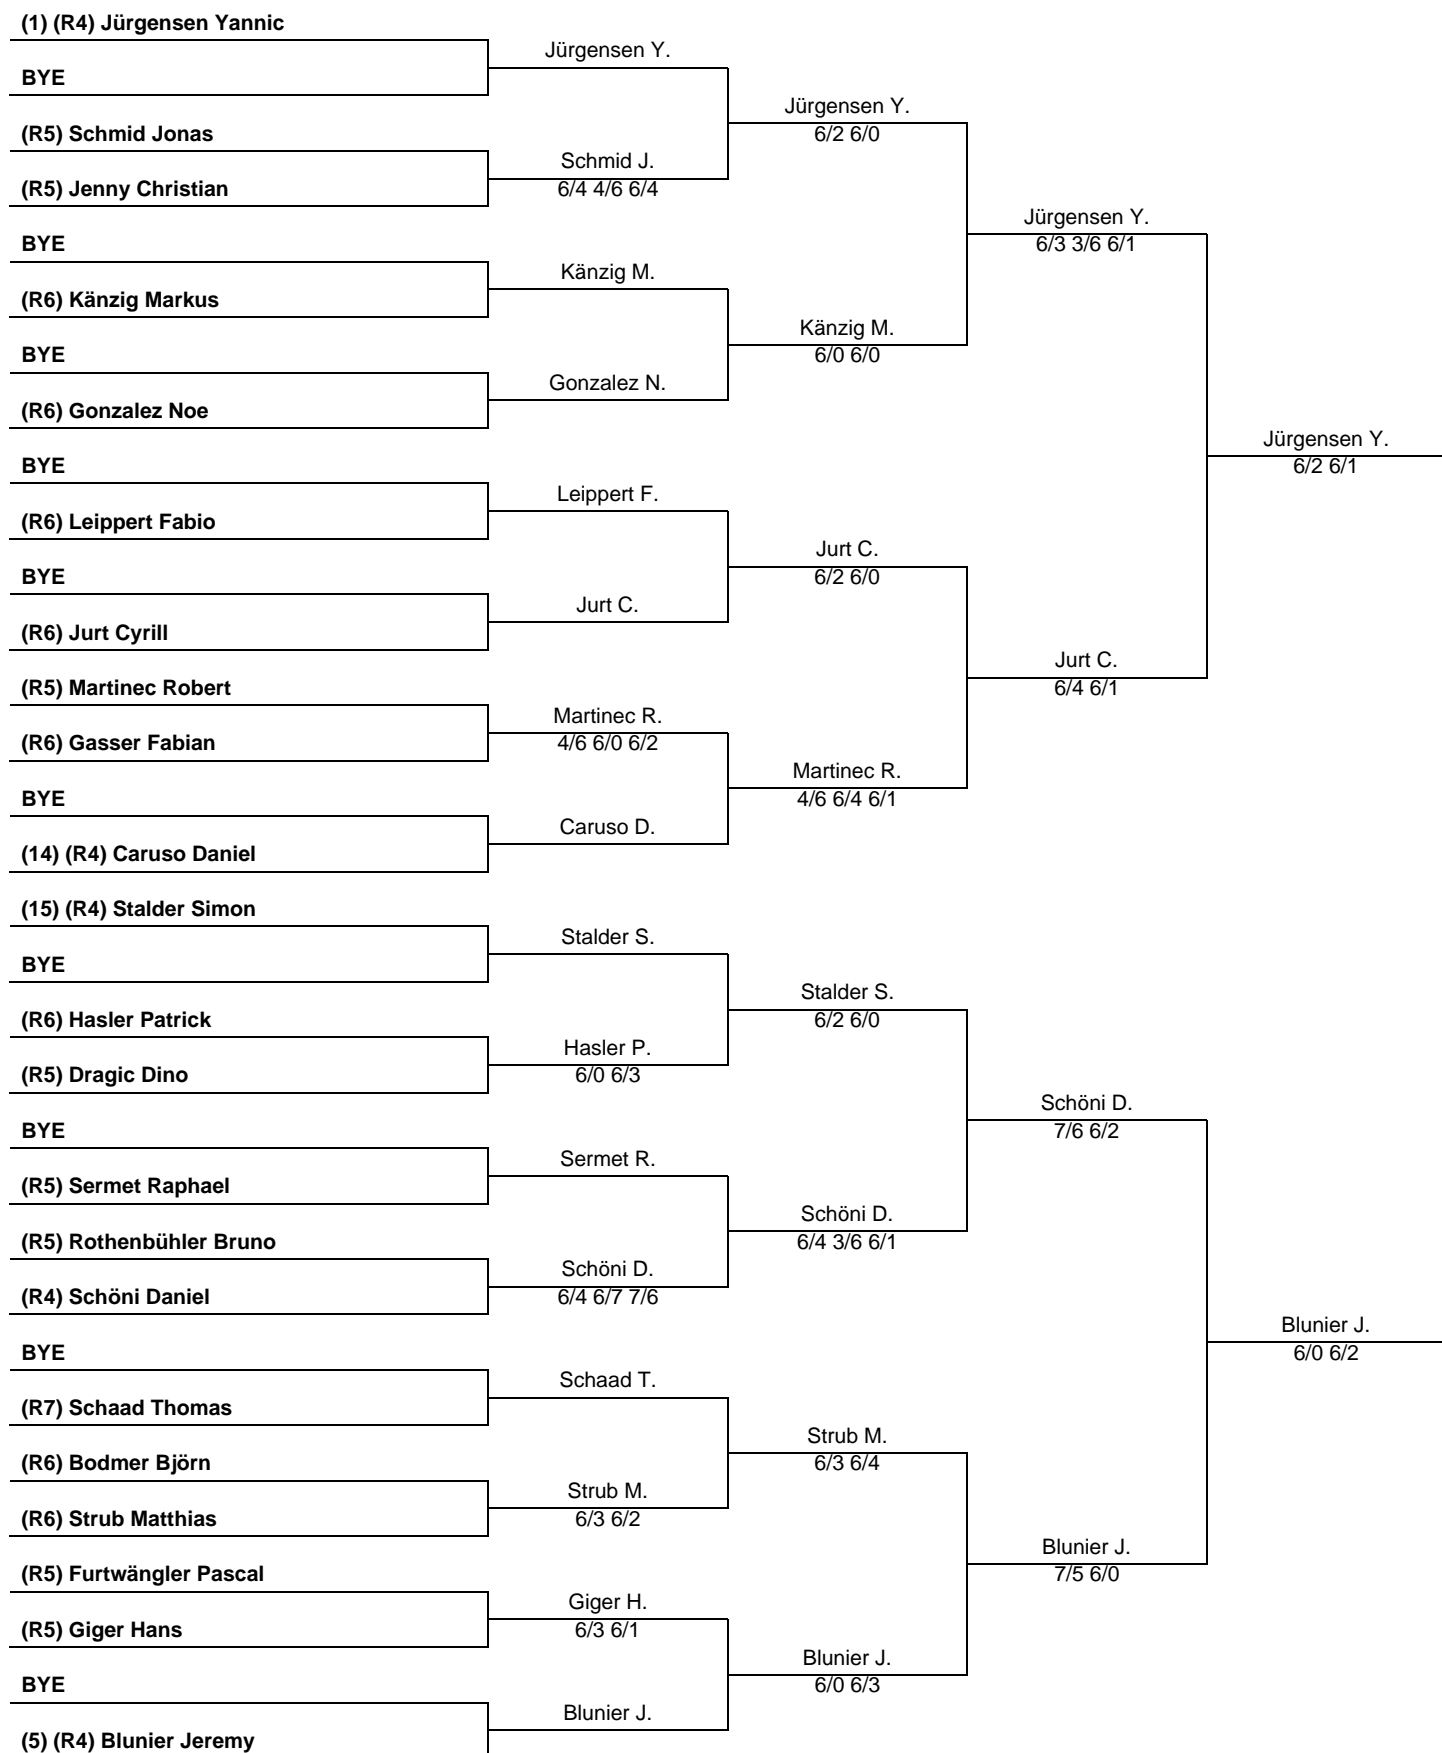 (1) (R4) Jürgensen Yannic
BYE
(R5) Schmid Jonas
(R5) Jenny Christian
BYE
(R6) Känzig Markus
BYE
(R6) Gonzalez Noe
BYE
(R6) Leippert Fabio
BYE
(R6) Jurt Cyrill
(R5) Martinec Robert
(R6) Gasser Fabian
BYE
(14) (R4) Caruso Daniel
(15) (R4) Stalder Simon
BYE
(R6) Hasler Patrick
(R5) Dragic Dino
BYE
(R5) Sermet Raphael
(R5) Rothenbühler Bruno
(R4) Schöni Daniel
BYE
(R7) Schaad Thomas
(R6) Bodmer Björn
(R6) Strub Matthias
(R5) Furtwängler Pascal
(R5) Giger Hans
BYE
(5) (R4) Blunier Jeremy
Jürgensen Y.
Schmid J.
6/4 4/6 6/4
Känzig M.
Gonzalez N.
Leippert F.
Jurt C.
Martinec R.
4/6 6/0 6/2
Caruso D.
Stalder S.
Hasler P.
6/0 6/3
Sermet R.
Schöni D.
6/4 6/7 7/6
Schaad T.
Strub M.
6/3 6/2
Giger H.
6/3 6/1
Blunier J.
Jürgensen Y.
6/2 6/0
Känzig M.
6/0 6/0
Jurt C.
6/2 6/0
Martinec R.
4/6 6/4 6/1
Stalder S.
6/2 6/0
Schöni D.
6/4 3/6 6/1
Strub M.
6/3 6/4
Blunier J.
6/0 6/3
Jürgensen Y.
6/3 3/6 6/1
Jurt C.
6/4 6/1
Schöni D.
7/6 6/2
Blunier J.
7/5 6/0
Jürgensen Y.
6/2 6/1
Blunier J.
6/0 6/2